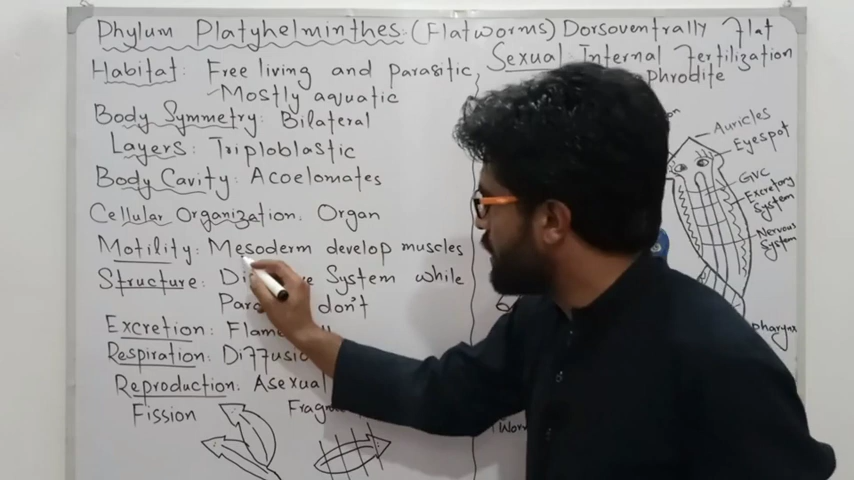 Phylum Platyhelminthes: (Flatworms) Dorsoventrally Flat
Habitat: Free living and parasitic
Mostly aquatic
Body Symmetry: Bilateral
Layers: Triploblastic
Body Cavity: Acoelomates
Cellular Organization: Organ
Motility: Mesoderm develop muscles
Structure: System while
don't
Excretion:
Respiration:
Reproduction: Asexual
Fission
Sexual: Internal Fertilization
Auricles
Eyespot
GVC
Excretory
System
Nervous
System
pharynx